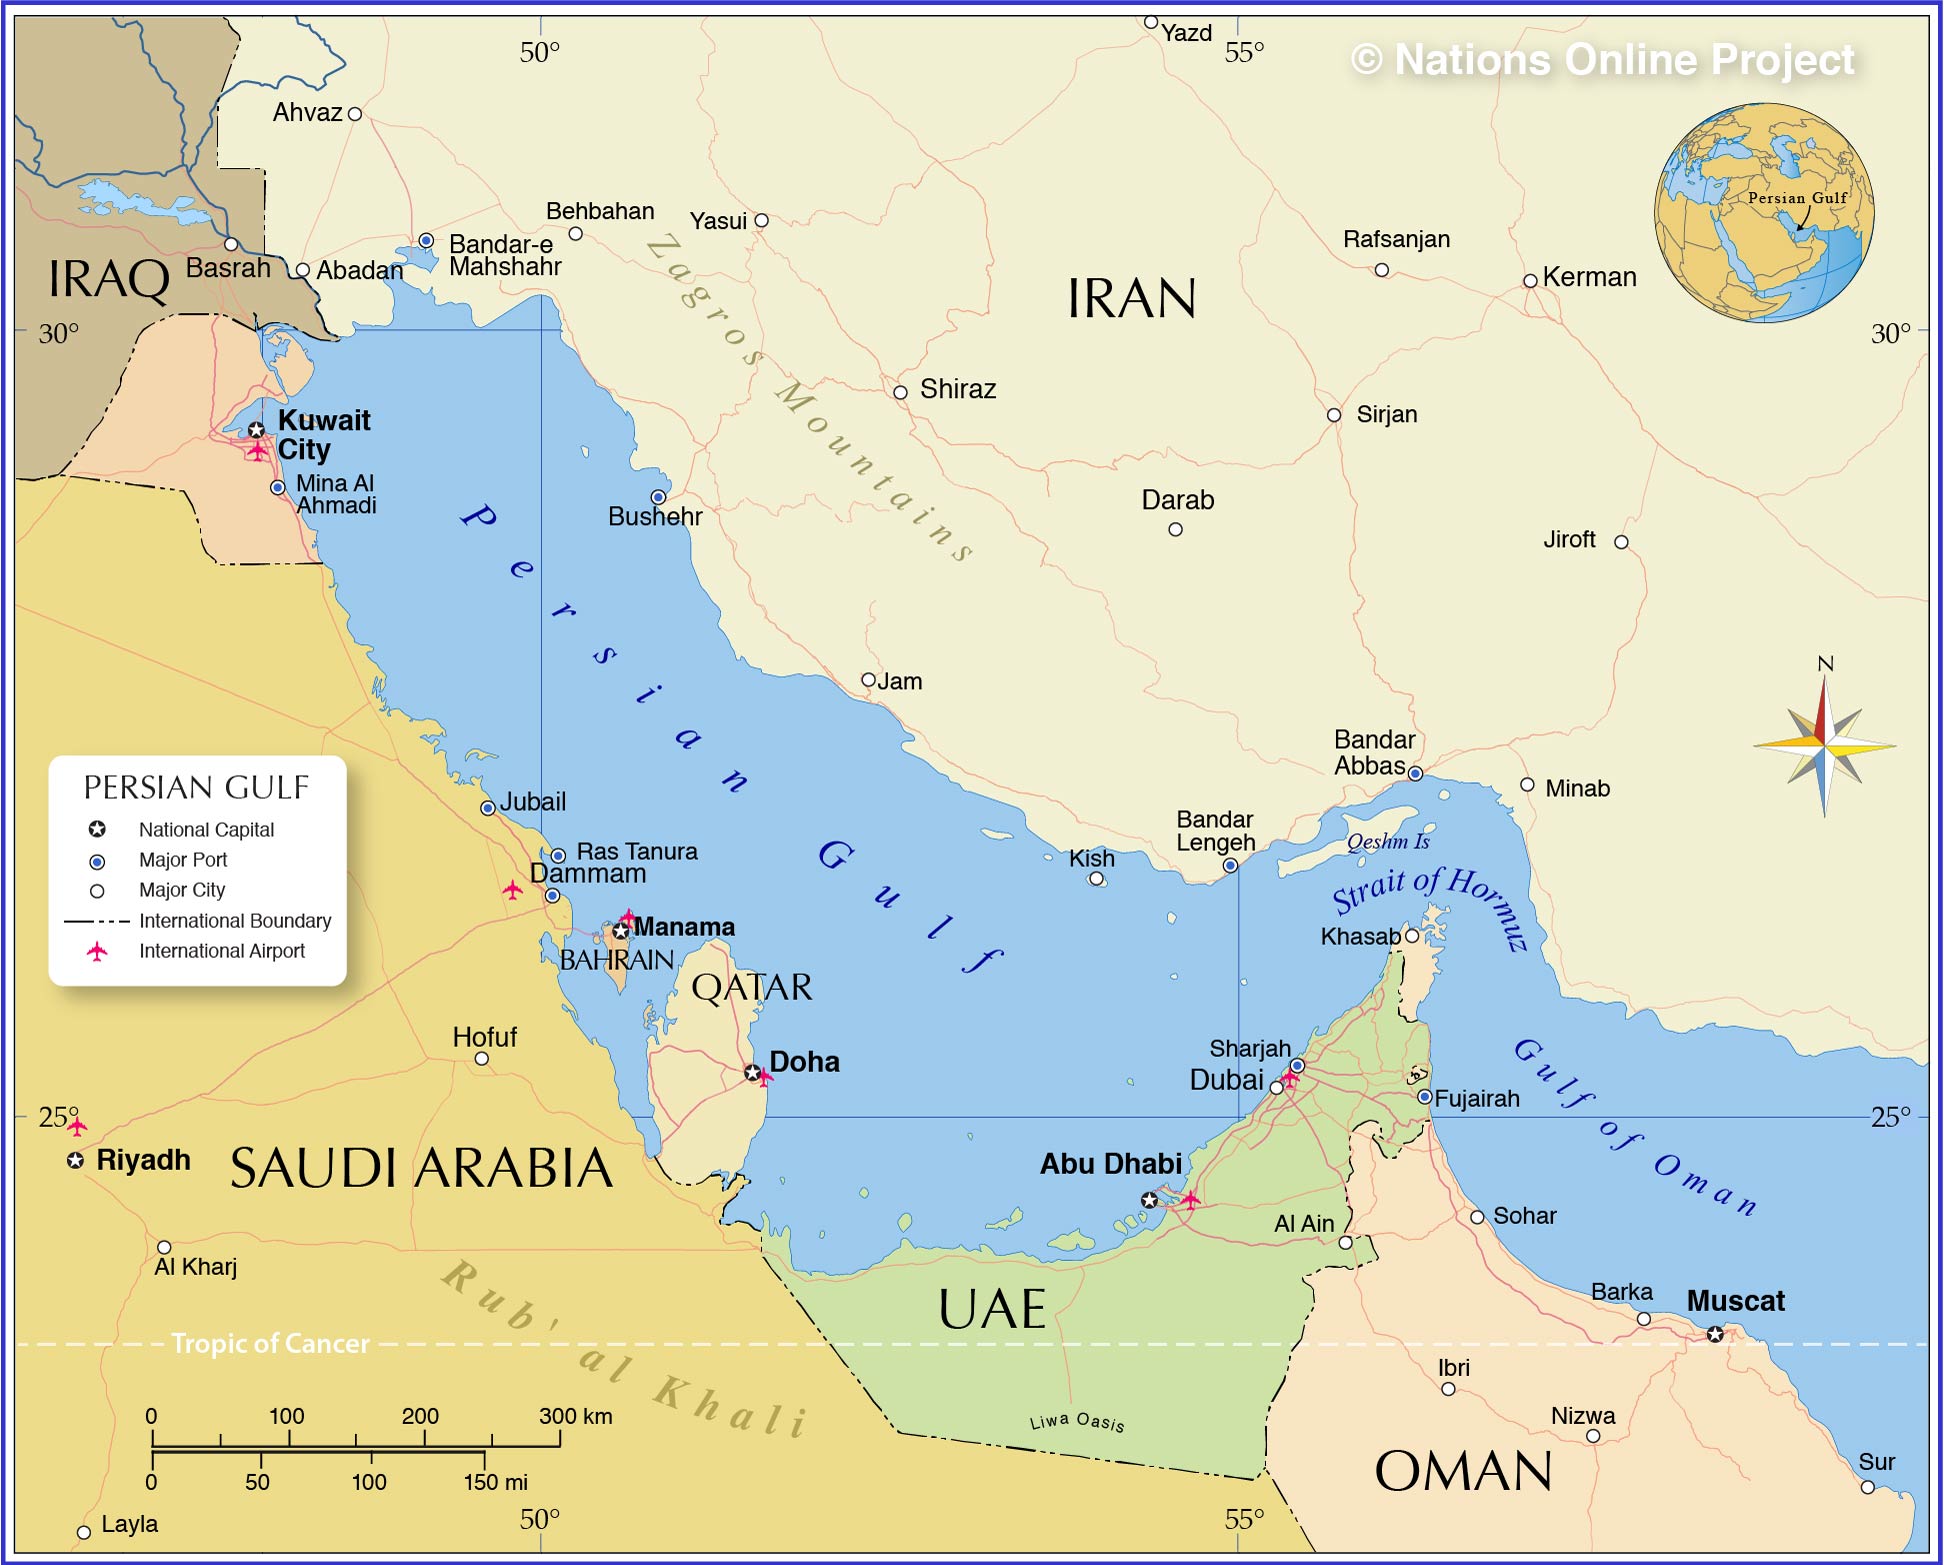 50°
Yazd
55°
© Nations Online Project
Ahvaz
Persian Gulf
Behbahan
Yasui
Bandar-e
Mahshahr
Rafsanjan
Basrah
Abadan
IRAQ
Kerman
IRAN
Zagros Mountains
30°
30°
Shiraz
Sirjan
Kuwait
City
Mina Al
Ahmadi
Darab
Bushehr
Jiroft
Persian Gulf
Jam
N
Bandar
Abbas
Minab
PERSIAN GULF
National Capital
Major Port
Major City
International Boundary
International Airport
Jubail
Ras Tanura
Dammam
Bandar
Lengeh
Kish
Qeshm Is
Strait of Hormuz
Khasab
Manama
BAHRAIN
QATAR
Hofuf
Doha
Sharjah
Dubai
Fujairah
Gulf of Oman
25°
25°
Riyadh
SAUDI ARABIA
Abu Dhabi
Al Ain
Sohar
Al Kharj
Rub' al Khali
UAE
Barka
Muscat
Tropic of Cancer
Ibri
Liwa Oasis
Nizwa
OMAN
Sur
0 100 200 300 km
0 50 100 150 mi
Layla
50°
55°